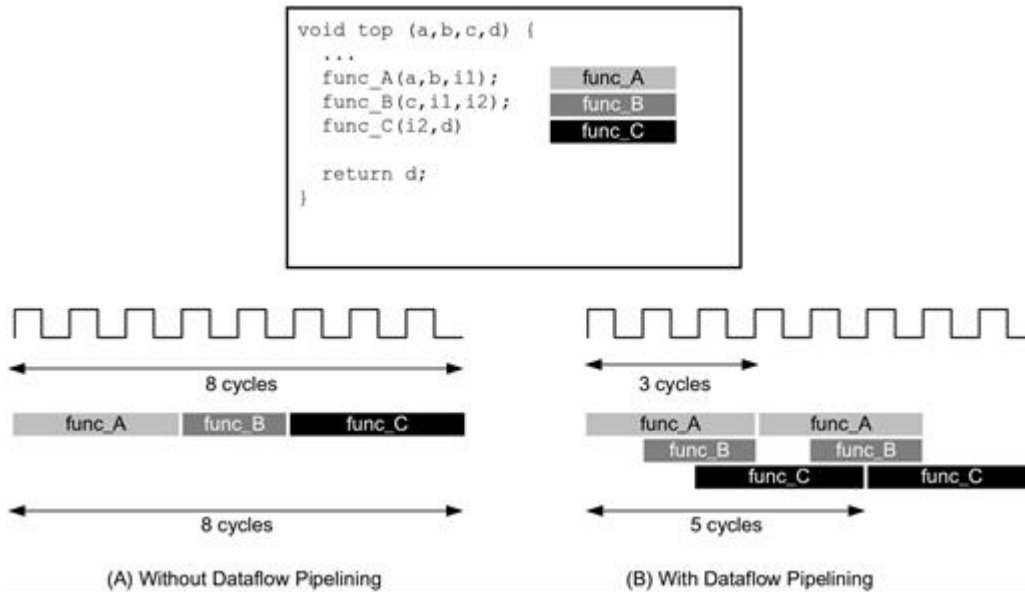 void top (a,b,c,d) {
...
func_A(a,b,i1);
func_B(c,i1,i2);
func_C(i2,d)
return d;
}
func_A
func_B
func_C
8 cycles
func_A func_B func_C
8 cycles
(A) Without Dataflow Pipelining
3 cycles
func_A func_A
func_B func_B
func_C func_C
5 cycles
(B) With Dataflow Pipelining